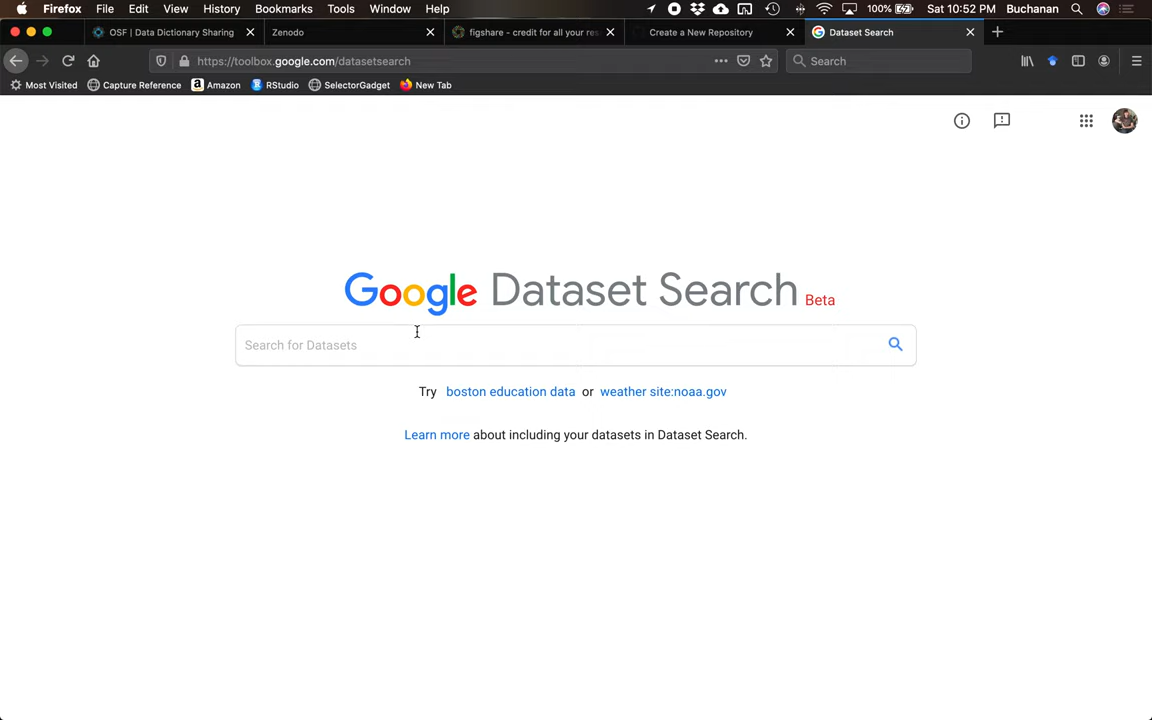 Firefox File Edit View History Bookmarks Tools Window Help 100% Sat 10:52 PM Buchanan
OSF | Data Dictionary Sharing Zenodo figshare - credit for all your res Create a New Repository Dataset Search
https://toolbox.google.com/datasetsearch Search
Most Visited Capture Reference Amazon RStudio SelectorGadget New Tab
Google Dataset Search Beta
Search for Datasets
Try boston education data or weather site:noaa.gov
Learn more about including your datasets in Dataset Search.